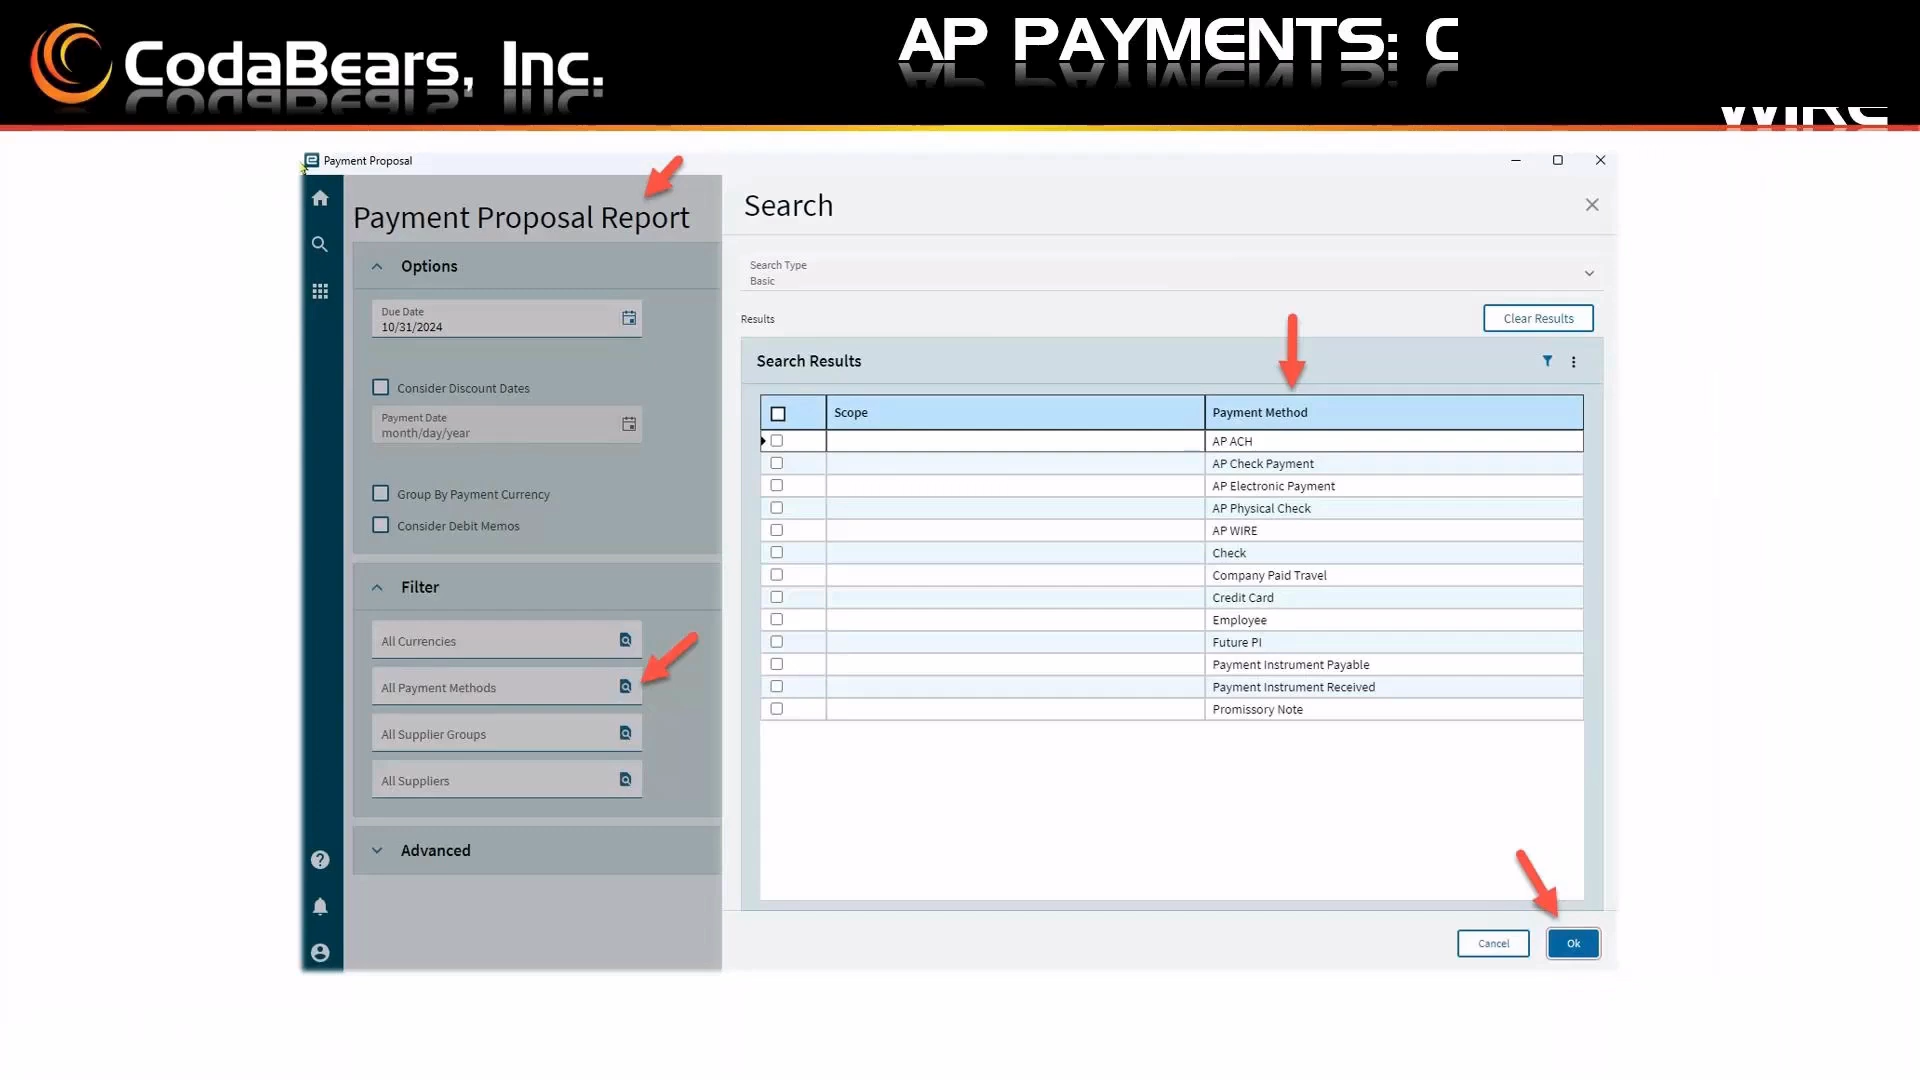 CodaBears, Inc.
AP PAYMENTS: C
WIRE
Payment Proposal
Payment Proposal Report
Options
Due Date
10/31/2024
Consider Discount Dates
Payment Date
month/day/year
Group By Payment Currency
Consider Debit Memos
Filter
All Currencies
All Payment Methods
All Supplier Groups
All Suppliers
Advanced
Search
Search Type
Basic
Results
Clear Results
Search Results
Scope Payment Method
AP ACH
AP Check Payment
AP Electronic Payment
AP Physical Check
AP WIRE
Check
Company Paid Travel
Credit Card
Employee
Future PI
Payment Instrument Payable
Payment Instrument Received
Promissory Note
Cancel Ok